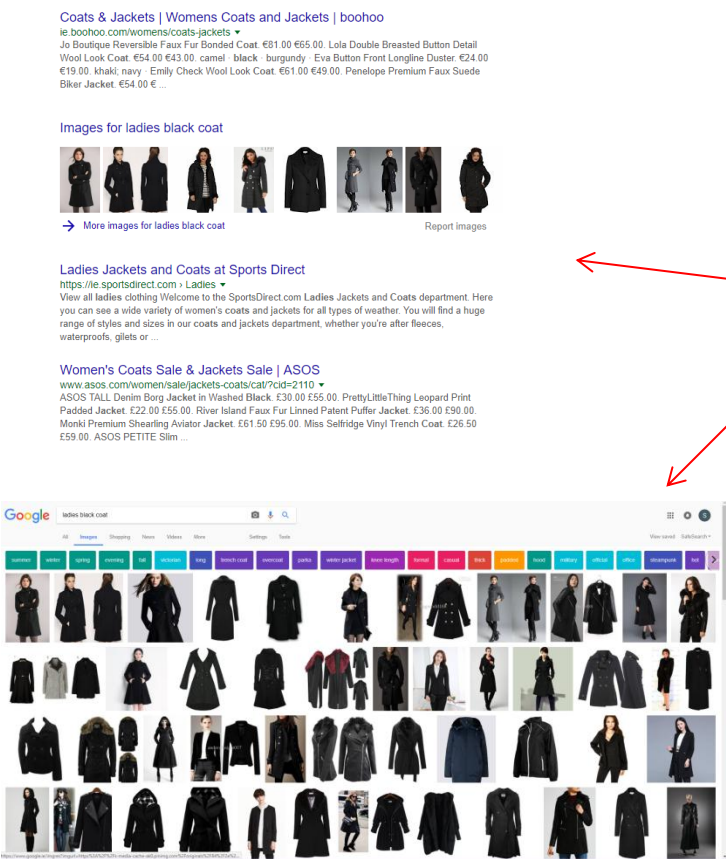 Coats & Jackets | Womens Coats and Jackets | boohoo
ie.boohoo.com/womens/coats-jackets
Jo Boutique Reversible Faux Fur Bonded Coat. €81.00 €65.00. Lola Double Breasted Button Detail
Wool Look Coat. €54.00 €43.00. camel · black · burgundy · Eva Button Front Longline Duster. €24.00
€19.00. khaki; navy · Emily Check Wool Look Coat. €61.00 €49.00. Penelope Premium Faux Suede
Biker Jacket. €54.00 € ...
Images for ladies black coat
More images for ladies black coat
Report images
Ladies Jackets and Coats at Sports Direct
https://ie.sportsdirect.com › Ladies
View all ladies clothing Welcome to the SportsDirect.com Ladies Jackets and Coats department. Here
you can see a wide variety of women's coats and jackets for all types of weather. You will find a huge
range of styles and sizes in our coats and jackets department, whether you're after fleeces,
waterproofs, gilets or ...
Women's Coats Sale & Jackets Sale | ASOS
www.asos.com/women/sale/jackets-coats/cat/?cid=2110
ASOS TALL Denim Borg Jacket in Washed Black. £30.00 £55.00. PrettyLittleThing Leopard Print
Padded Jacket. £22.00 £55.00. River Island Faux Fur Linned Patent Puffer Jacket. £36.00 £90.00.
Monki Premium Shearling Aviator Jacket. £61.50 £95.00. Miss Selfridge Vinyl Trench Coat. £26.50
£59.00. ASOS PETITE Slim ...
Google ladies black coat S
All Images Shopping News Videos More Settings Tools View saved SafeSearch
summer winter spring evening fall victorian long trench coat overcoat parka winter jacket knee length formal casual thick padded hood military official office steampunk hot